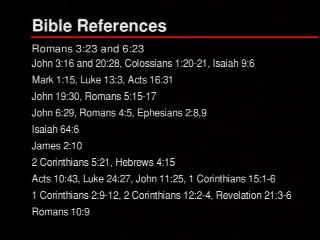 Bible References
Romans 3:23 and 6:23
John 3:16 and 20:28, Colossians 1:20-21, Isaiah 9:6
Mark 1:15, Luke 13:3, Acts 16:31
John 19:30, Romans 5:15-17
John 6:29, Romans 4:5, Ephesians 2:8,9
Isaiah 64:6
James 2:10
2 Corinthians 5:21, Hebrews 4:15
Acts 10:43, Luke 24:27, John 11:25, 1 Corinthians 15:1-6
1 Corinthians 2:9-12, 2 Corinthians 12:2-4, Revelation 21:3-6
Romans 10:9